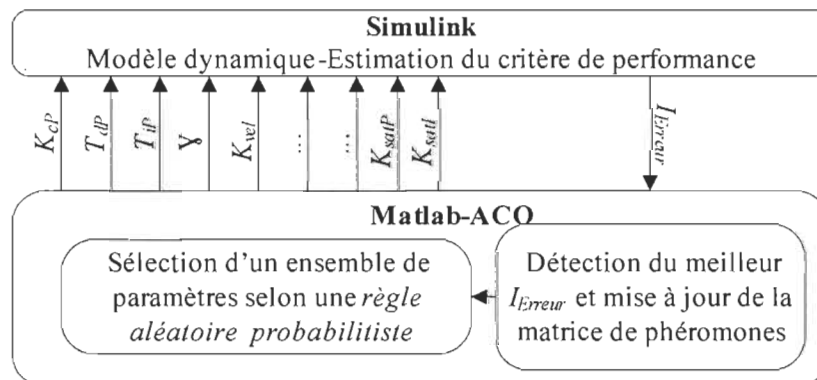 Simulink
Modèle dynamique-Estimation du critère de performance
K_cP
T_dP
T_iP
γ
K_vel
...
...
K_satP
K_satI
I_Erreur
Matlab-ACO
Sélection d'un ensemble de
paramètres selon une règle
aléatoire probabilitiste
Détection du meilleur
I_Erreur et mise à jour de la
matrice de phéromones